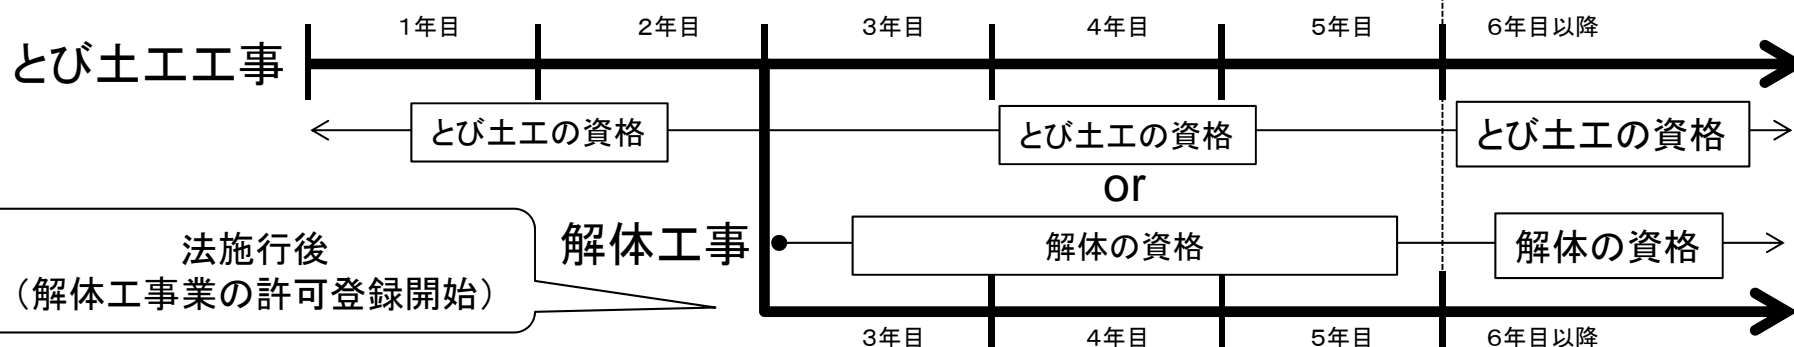 1年目
2年目
3年目
4年目
5年目
6年目以降
とび土工工事
とび土工の資格
とび土工の資格
とび土工の資格
or
解体工事
解体の資格
解体の資格
法施行後
（解体工事業の許可登録開始）
3年目
4年目
5年目
6年目以降